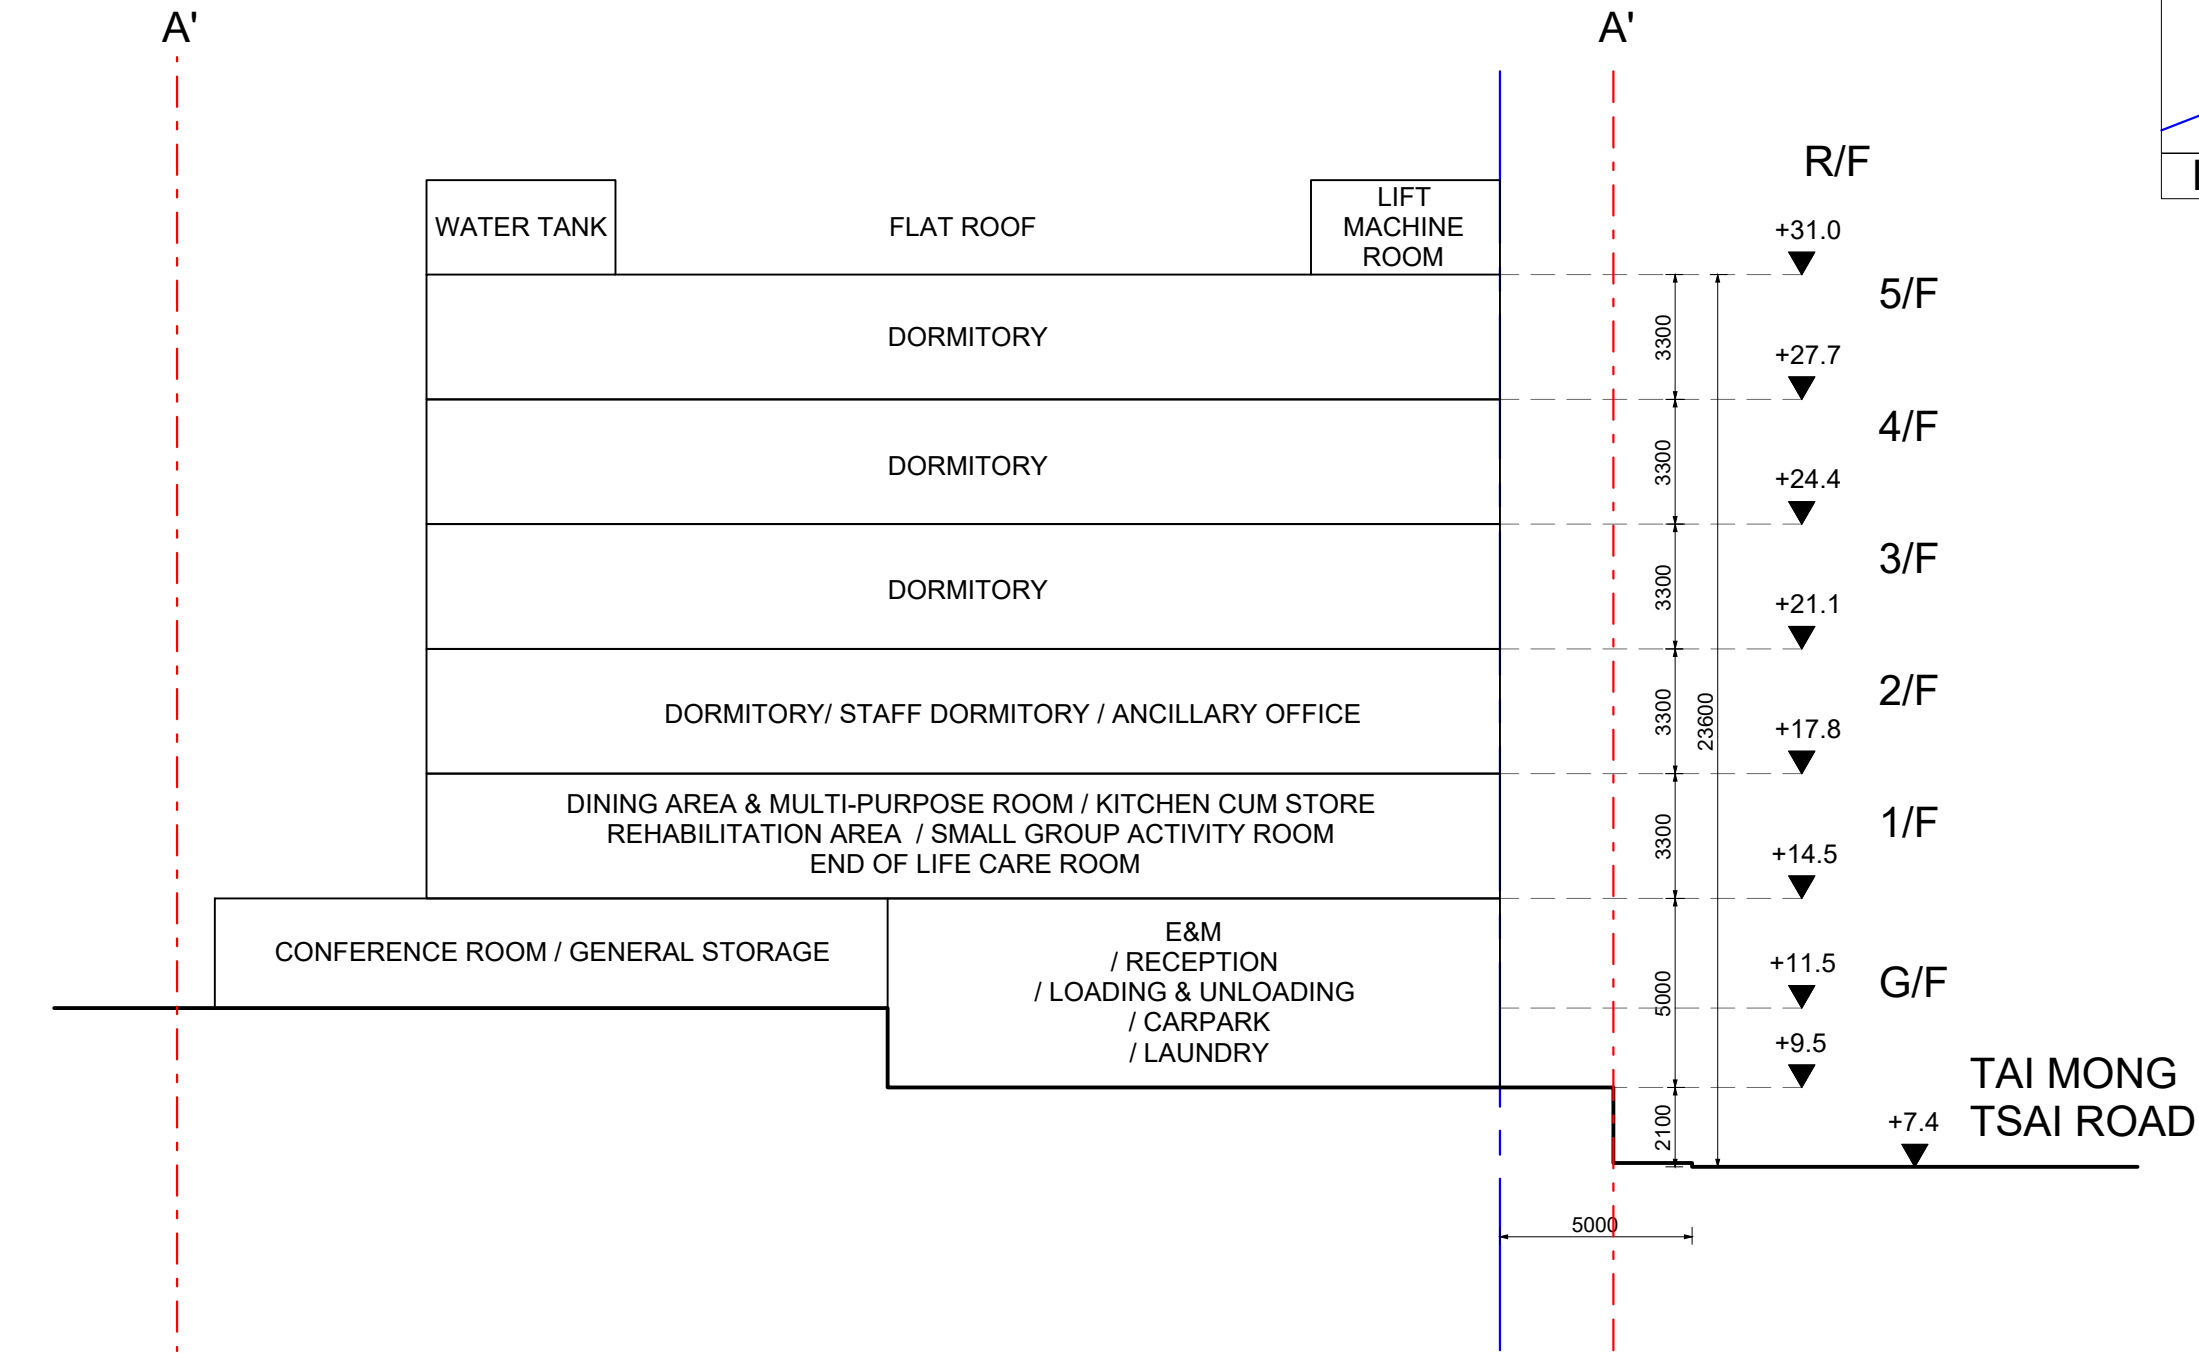 A'
A'
R/F
WATER TANK
FLAT ROOF
LIFT
MACHINE
ROOM
+31.0
5/F
DORMITORY
3300
+27.7
4/F
DORMITORY
3300
+24.4
3/F
DORMITORY
3300
+21.1
2/F
DORMITORY/ STAFF DORMITORY / ANCILLARY OFFICE
3300
23600
+17.8
1/F
DINING AREA & MULTI-PURPOSE ROOM / KITCHEN CUM STORE
REHABILITATION AREA / SMALL GROUP ACTIVITY ROOM
END OF LIFE CARE ROOM
3300
+14.5
CONFERENCE ROOM / GENERAL STORAGE
E&M
/ RECEPTION
/ LOADING & UNLOADING
/ CARPARK
/ LAUNDRY
5000
+11.5
G/F
+9.5
TAI MONG
TSAI ROAD
2100
+7.4
5000